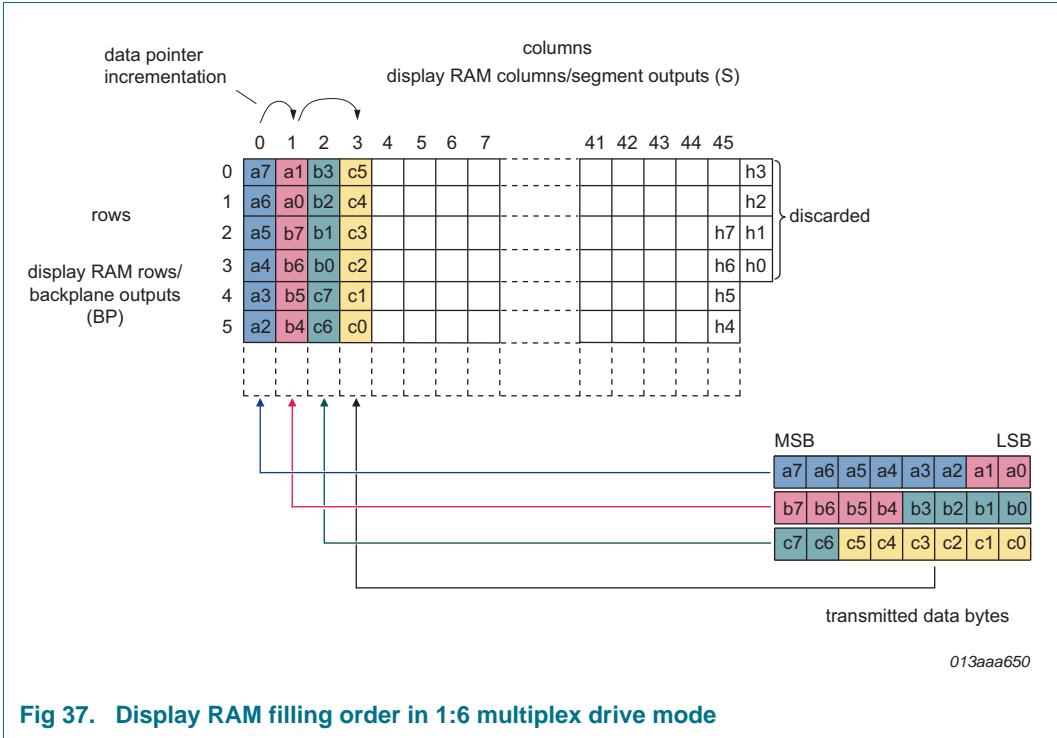 data pointer
incrementation
columns
display RAM columns/segment outputs (S)
0 1 2 3 4 5 6 7 41 42 43 44 45
0 a7 a1 b3 c5 h3
1 a6 a0 b2 c4 h2
rows
discarded
2 a5 b7 b1 c3 h7 h1
3 a4 b6 b0 c2 h6 h0
display RAM rows/
backplane outputs
(BP)
4 a3 b5 c7 c1 h5
5 a2 b4 c6 c0 h4
MSB LSB
a7 a6 a5 a4 a3 a2 a1 a0
b7 b6 b5 b4 b3 b2 b1 b0
c7 c6 c5 c4 c3 c2 c1 c0
transmitted data bytes
013aaa650
Fig 37. Display RAM filling order in 1:6 multiplex drive mode